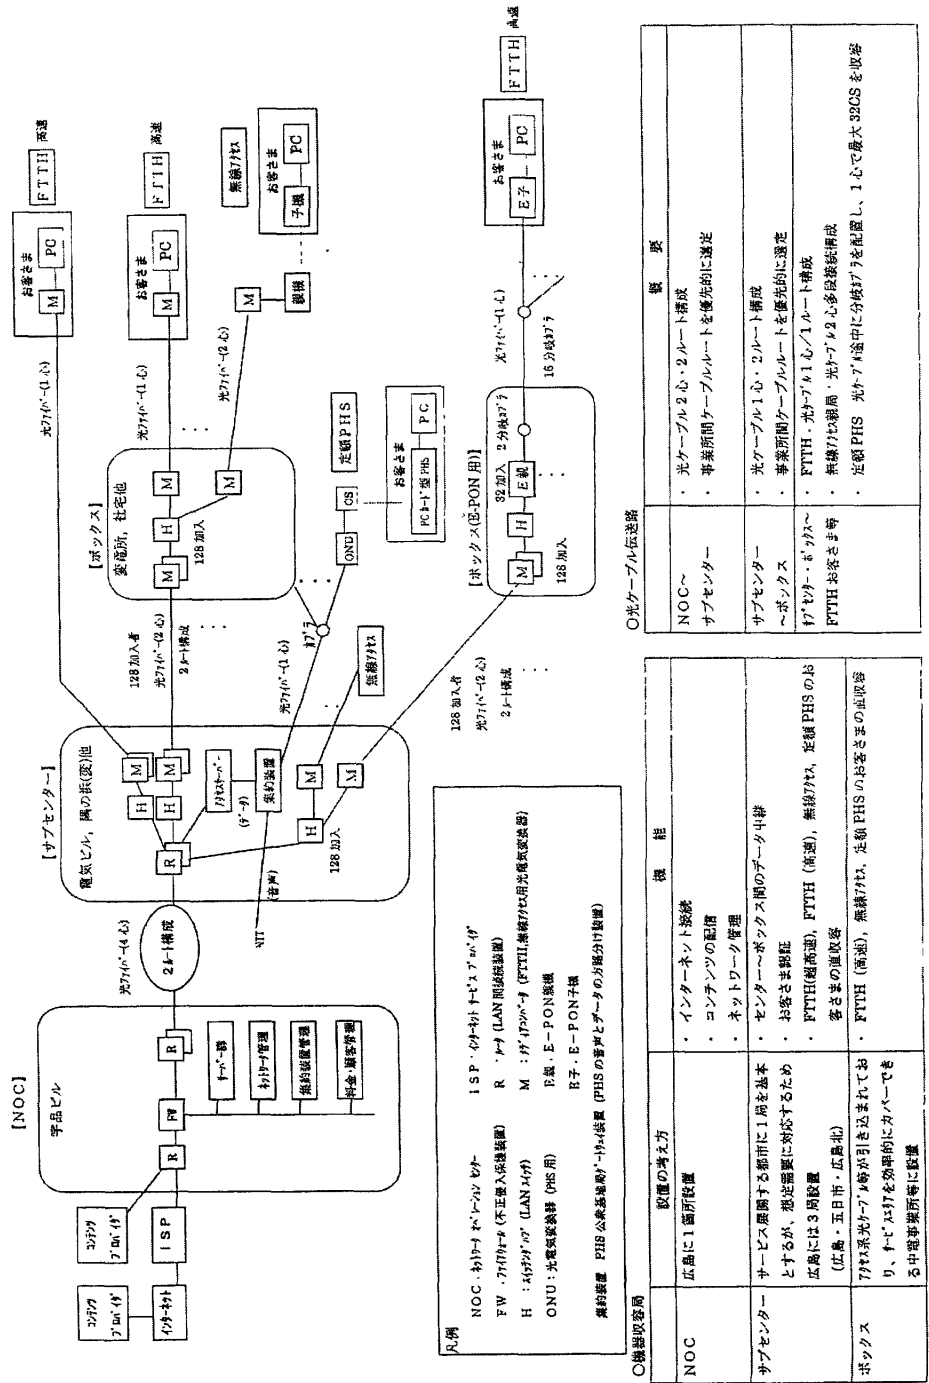 【NOC】
宇品ビル
コンテンツ
プロバイダ
コンテンツ
プロバイダ
インターネット
ISP
R
FW
R
サーバー群
ネットワーク管理
集約装置管理
料金・顧客管理
光ファイバー(4心)
2ルート構成
【サブセンター】
電気ビル, 隅の浜(変)他
R
H
M
H
M
アクセスサーバー
(データ)
集約装置
(音声)
NTT
H
M
M
128加入
128加入者
光ファイバー(2心)
2ルート構成
光ファイバー(1心)
カプラ
無線アクセス
128加入者
光ファイバー(2心)
2ルート構成
【ボックス】
変電所, 社宅他
M
H
M
M
128加入
光ファイバー(1心)
光ファイバー(1心)
光ファイバー(2心)
お客さま
M
PC
FTTH
高速
お客さま
M
PC
FTTH
高速
M
親機
お客さま
子機
PC
無線アクセス
ONU
CS
定額PHS
お客さま
PCカード型PHS
PC
【ボックス(E-PON用)】
32加入
M
H
E親
128加入
2分岐カプラ
光ファイバー(1心)
16分岐カプラ
お客さま
E子
PC
FTTH
高速
凡例
NOC・ネットワークオペレーションセンター
ISP・インターネットサービスプロバイダ
FW・ファイアウォール(不正侵入保護装置)
R・ルータ(LAN間接続装置)
H:スイッチングハブ(LANスイッチ)
M:メディアコンバータ(FTTH,無線アクセス用光電気変換器)
ONU:光電気変換器(PHS用)
E親・E-PON親機
E子・E-PON子機
集約装置 PHS公衆基地局ゲートウェイ装置(PHSの音声とデータの方路分け装置)
○機器収容局
設置の考え方
機能
NOC
広島に1箇所設置
・インターネット接続
・コンテンツの配信
・ネットワーク管理
サブセンター
サービス展開する都市に1局を基本
とするが、想定需要に対応するため
広島には3局設置
(広島・五日市・広島北)
・センター~ボックス間のデータ中継
・お客さま認証
・FTTH(超高速), FTTH(高速), 無線アクセス, 定額PHSのお
客さまの直収容
ボックス
アクセス系光ケーブル等が引き込まれてお
り、サービスエリアを効率的にカバーでき
る中電事業所等に設置
・FTTH(高速), 無線アクセス, 定額PHSのお客さまの直収容
○光ケーブル伝送路
概要
NOC~
サブセンター
・光ケーブル2心・2ルート構成
・事業所間ケーブルルートを優先的に選定
サブセンター
~ボックス
・光ケーブル1心・2ルート構成
・事業所間ケーブルルートを優先的に選定
サブセンター・ボックス~
FTTHお客さま等
・FTTH・光ケーブル1心/1ルート構成
・無線アクセス親局・光ケーブル2心多段接続構成
・定額PHS 光ケーブル途中に分岐カプラを配置し、1心で最大32CSを収容